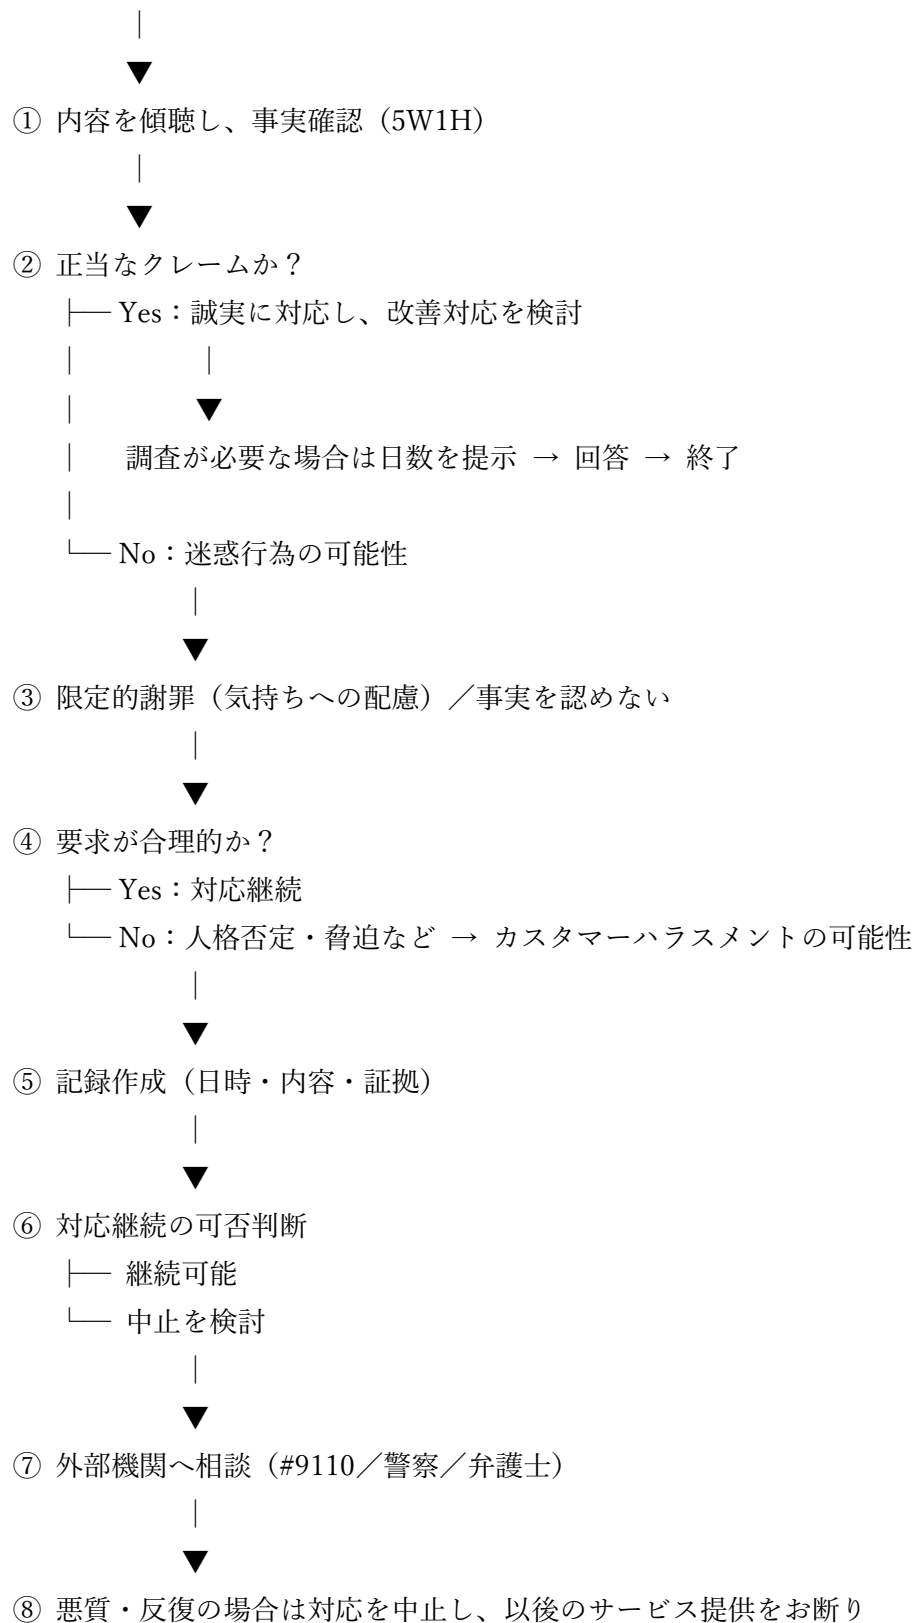 ｜
▼
① 内容を傾聴し、事実確認（5W1H）
｜
▼
② 正当なクレームか？
├── Yes：誠実に対応し、改善対応を検討
│ ｜
│ ▼
│ 調査が必要な場合は日数を提示 → 回答 → 終了
│
└── No：迷惑行為の可能性
｜
▼
③ 限定的謝罪（気持ちへの配慮）／事実を認めない
｜
▼
④ 要求が合理的か？
├── Yes：対応継続
└── No：人格否定・脅迫など → カスタマーハラスメントの可能性
｜
▼
⑤ 記録作成（日時・内容・証拠）
｜
▼
⑥ 対応継続の可否判断
├── 継続可能
└── 中止を検討
｜
▼
⑦ 外部機関へ相談（#9110／警察／弁護士）
｜
▼
⑧ 悪質・反復の場合は対応を中止し、以後のサービス提供をお断り